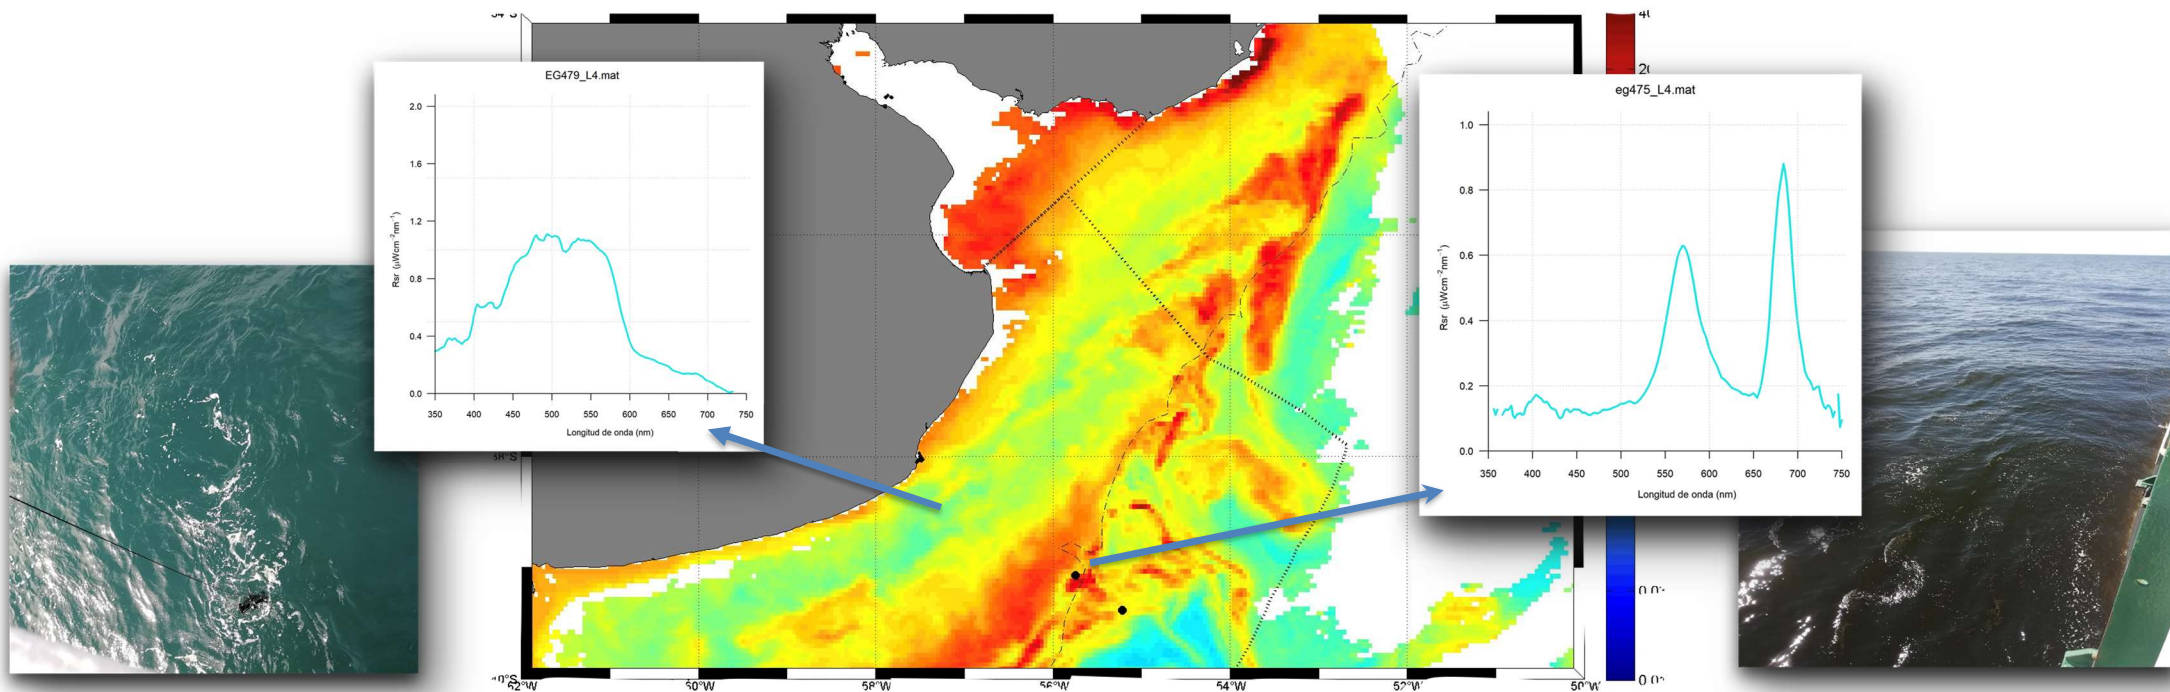 EG479_L4.mat
2.0
1.6
1.2
0.8
0.4
0.0
Rsr (µWcm⁻²nm⁻¹)
350 400 450 500 550 600 650 700 750
Longitud de onda (nm)
eg475_L4.mat
1.0
0.8
0.6
0.4
0.2
0.0
Rsr (µWcm⁻²nm⁻¹)
350 400 450 500 550 600 650 700 750
Longitud de onda (nm)
58°W 56°W 54°W 52°W 50°W